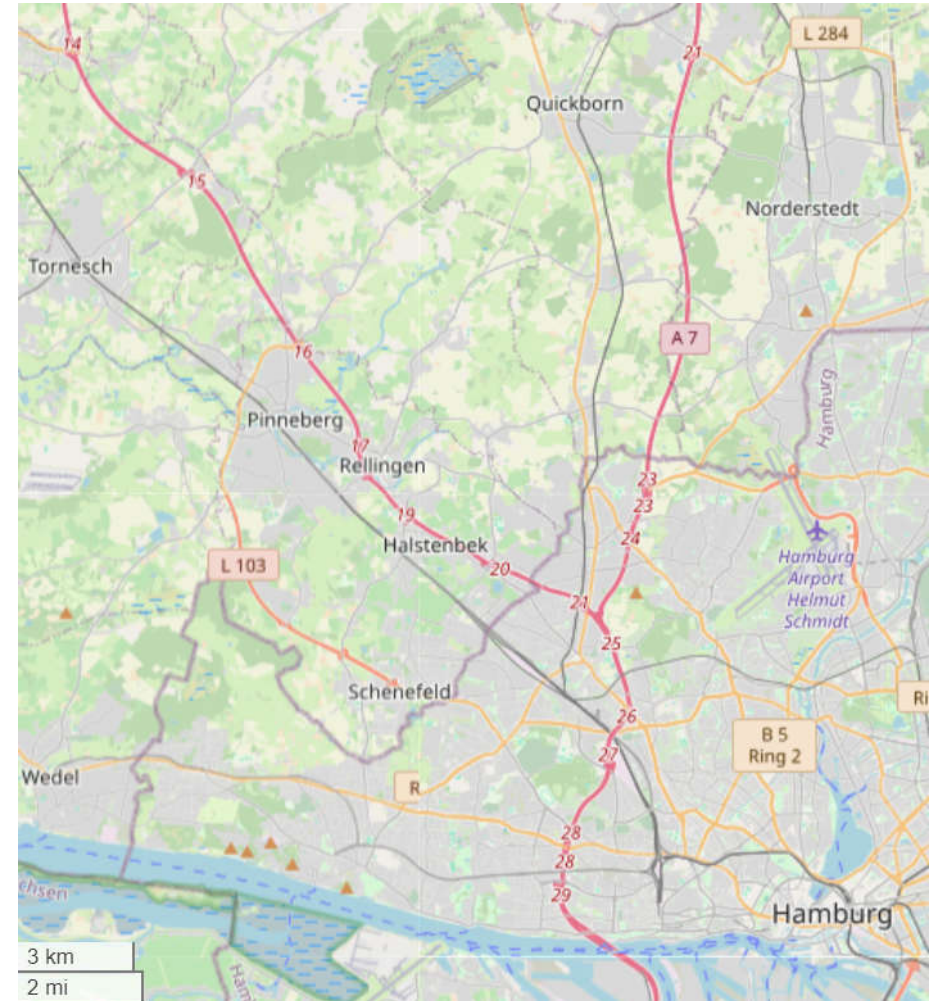 14
21
L 284
Quickborn
15
Norderstedt
Tornesch
A 7
16
Hamburg
Pinneberg
17
Rellingen
23
23
19
24
Halstenbek
L 103
20
Hamburg
Airport
Helmut
Schmidt
21
25
Schenefeld
Ri
26
B 5
Ring 2
27
Wedel
R
28
28
chsen
29
Hamburg
3 km
Ham
2 mi